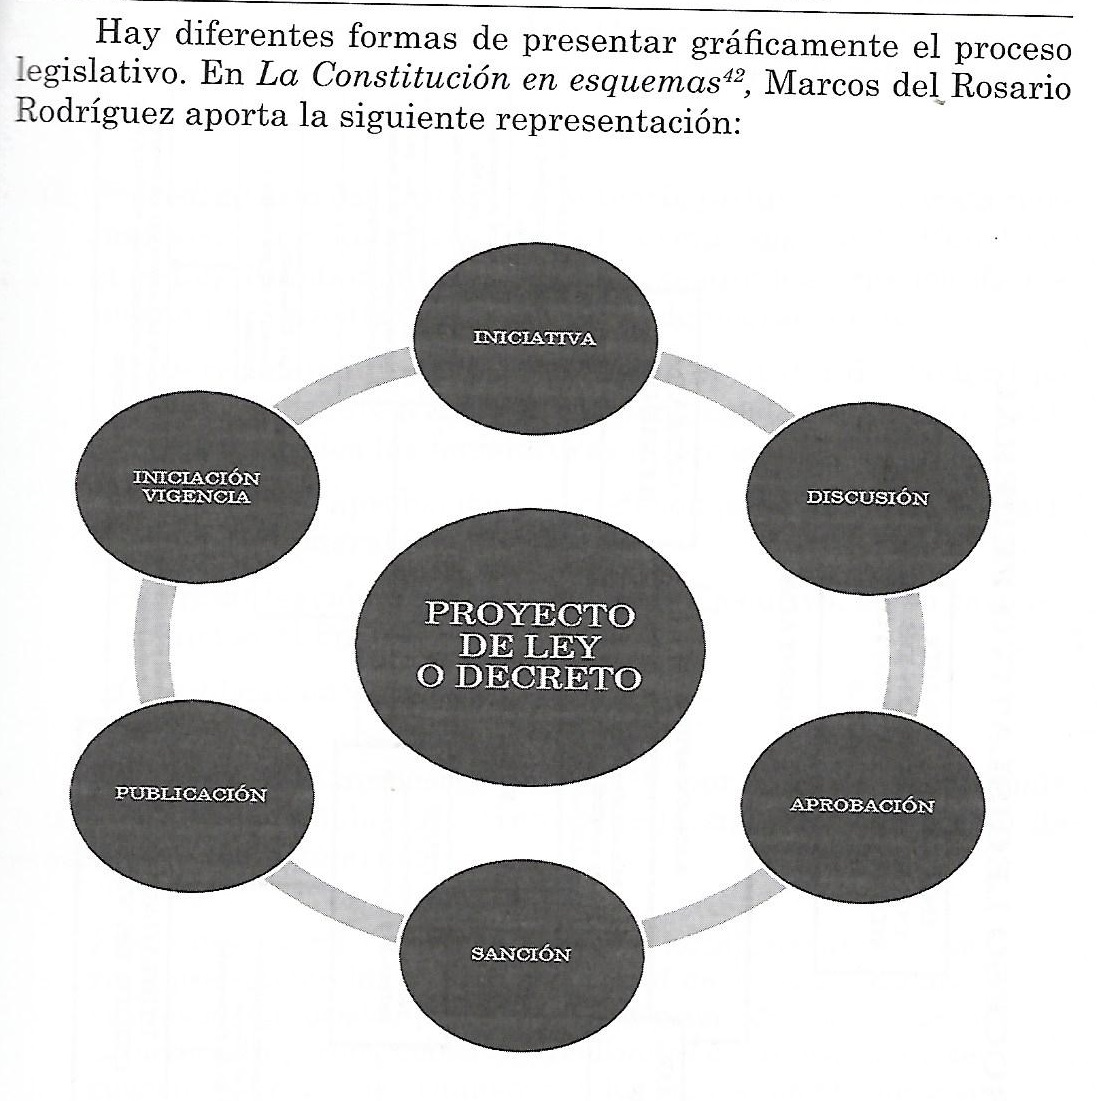 Hay diferentes formas de presentar gráficamente el proceso
legislativo. En La Constitución en esquemas42, Marcos del Rosario
Rodríguez aporta la siguiente representación:
INICIATIVA
DISCUSIÓN
APROBACIÓN
SANCIÓN
PUBLICACIÓN
INICIACIÓN
VIGENCIA
PROYECTO
DE LEY
O DECRETO